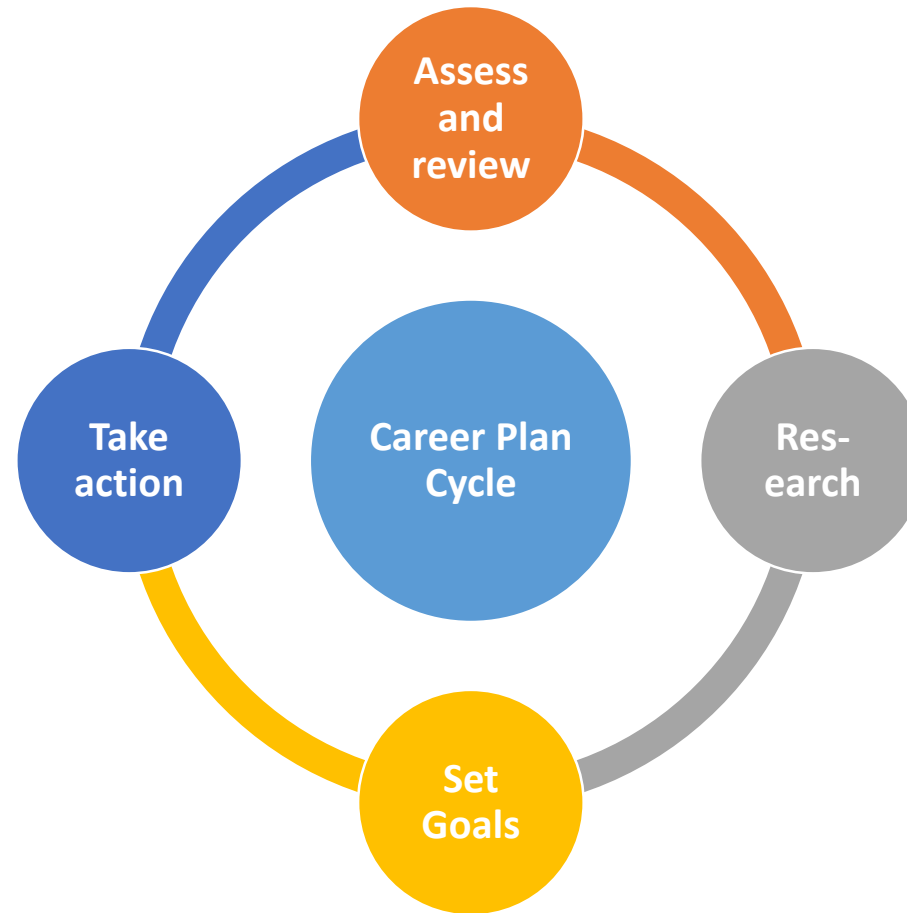 Assess
and
review
Take
action
Career Plan
Cycle
Res-
earch
Set
Goals